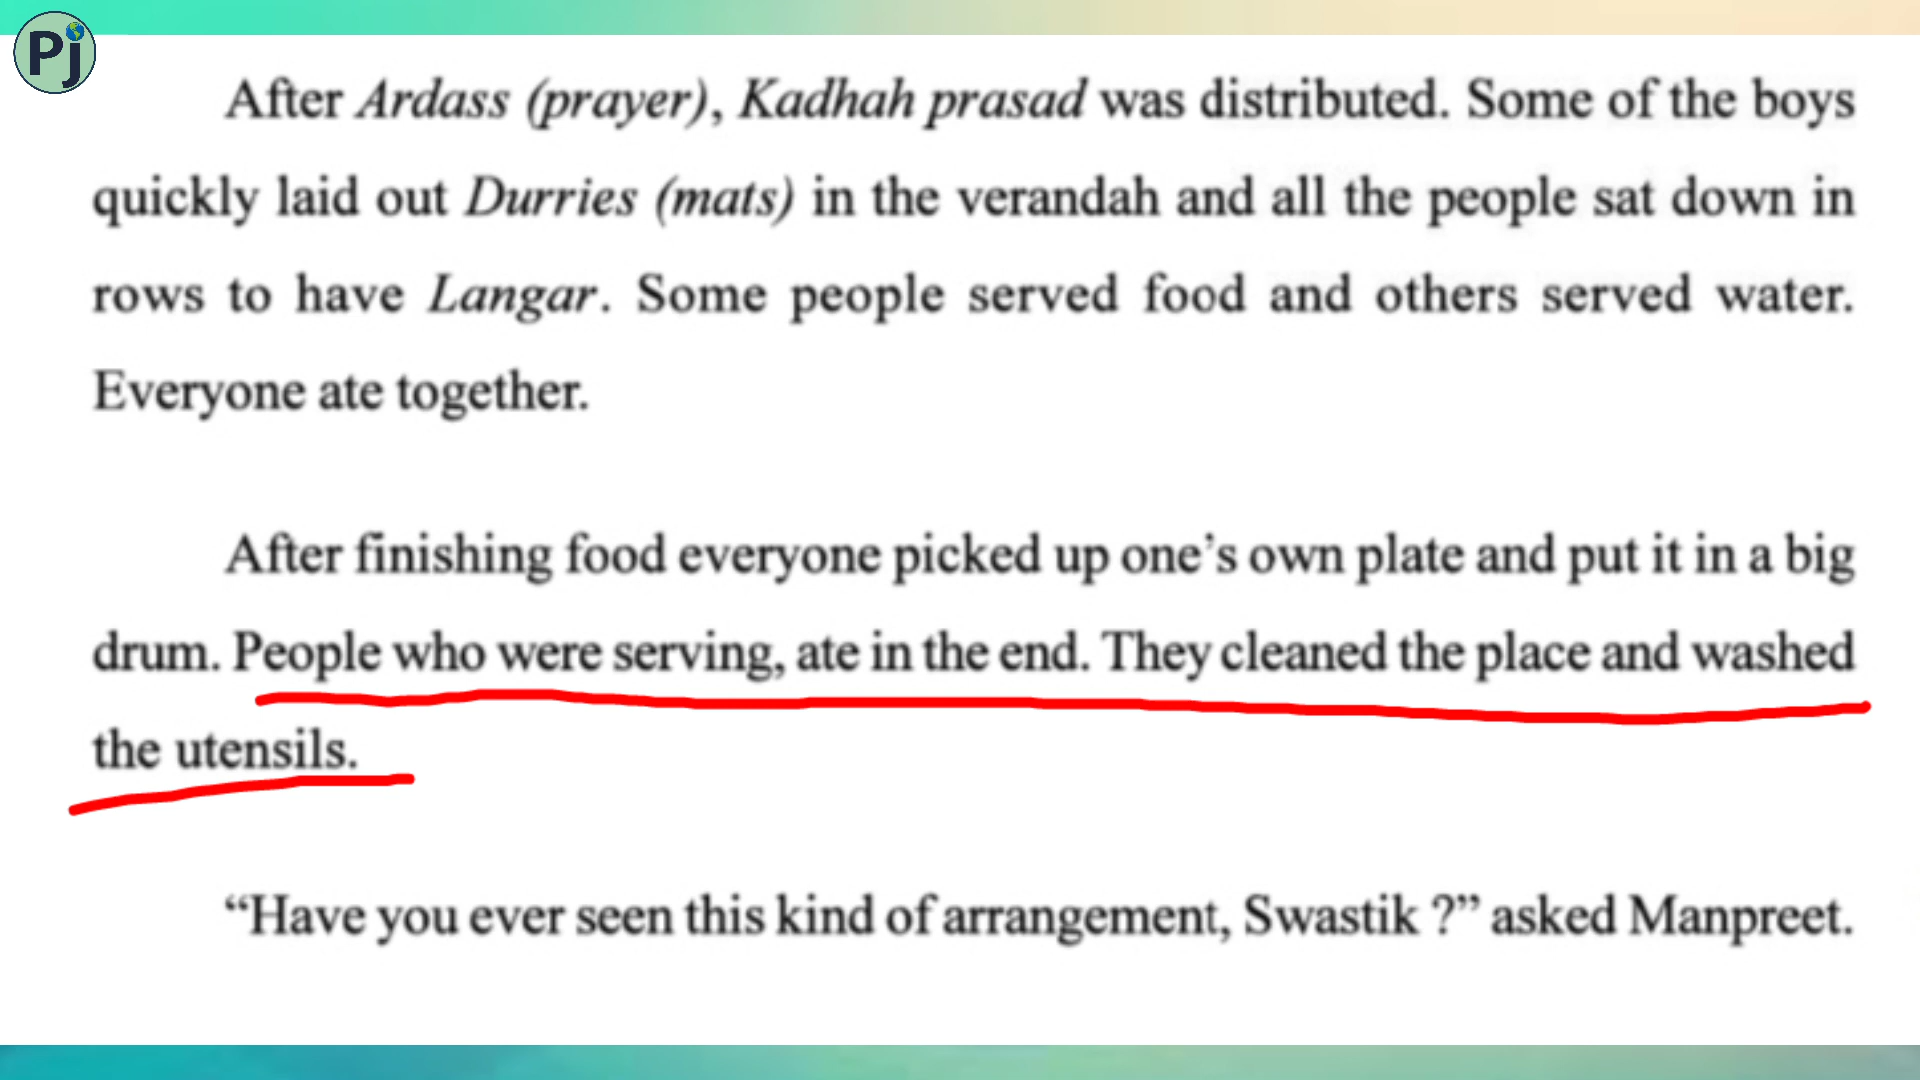 Pj
After Ardass (prayer), Kadhah prasad was distributed. Some of the boys
quickly laid out Durries (mats) in the verandah and all the people sat down in
rows to have Langar. Some people served food and others served water.
Everyone ate together.
After finishing food everyone picked up one’s own plate and put it in a big
drum. People who were serving, ate in the end. They cleaned the place and washed
the utensils.
“Have you ever seen this kind of arrangement, Swastik ?” asked Manpreet.